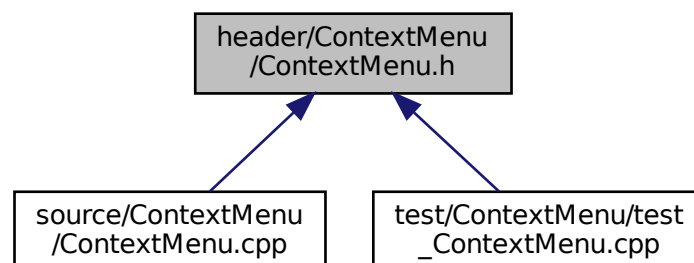 header/ContextMenu
/ContextMenu.h
source/ContextMenu
/ContextMenu.cpp
test/ContextMenu/test
_ContextMenu.cpp